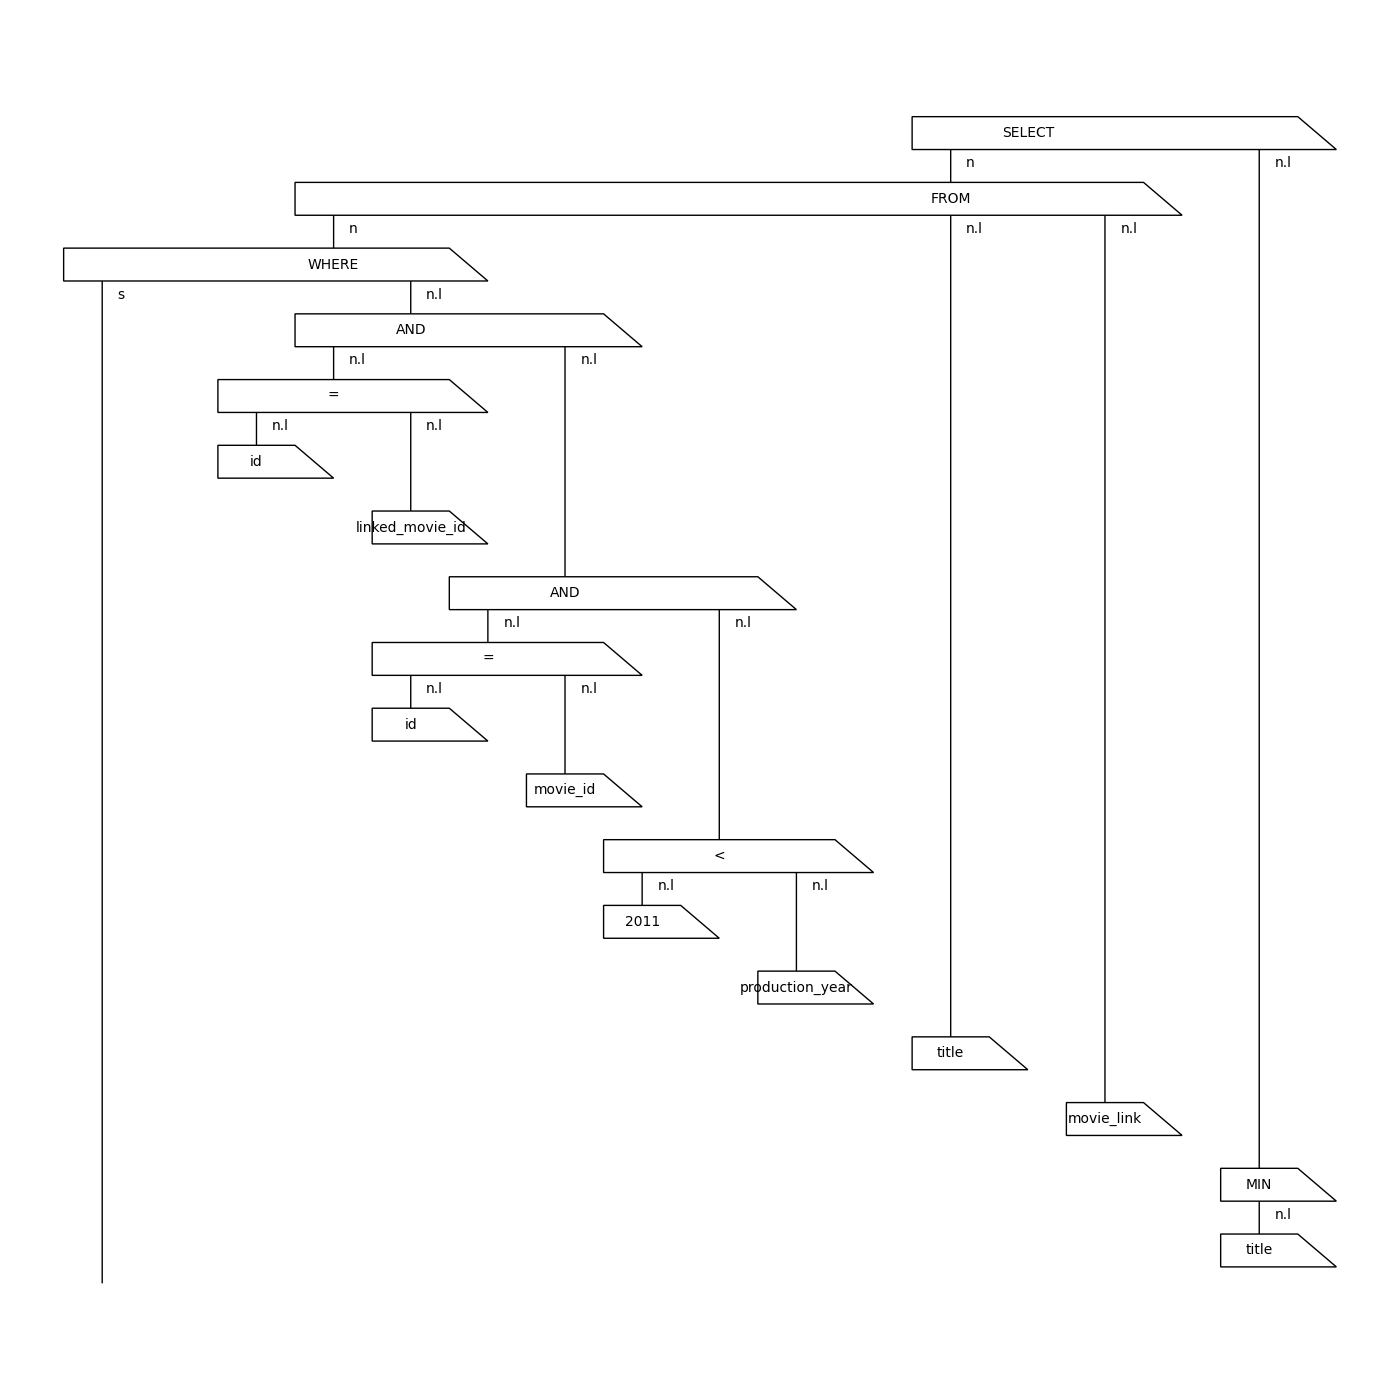 SELECT
n n.l
FROM
n n.l n.l
WHERE
s n.l
AND
n.l n.l
=
n.l n.l
id
linked_movie_id
AND
n.l n.l
=
n.l n.l
id
movie_id
<
n.l n.l
2011
production_year
title
movie_link
MIN
n.l
title